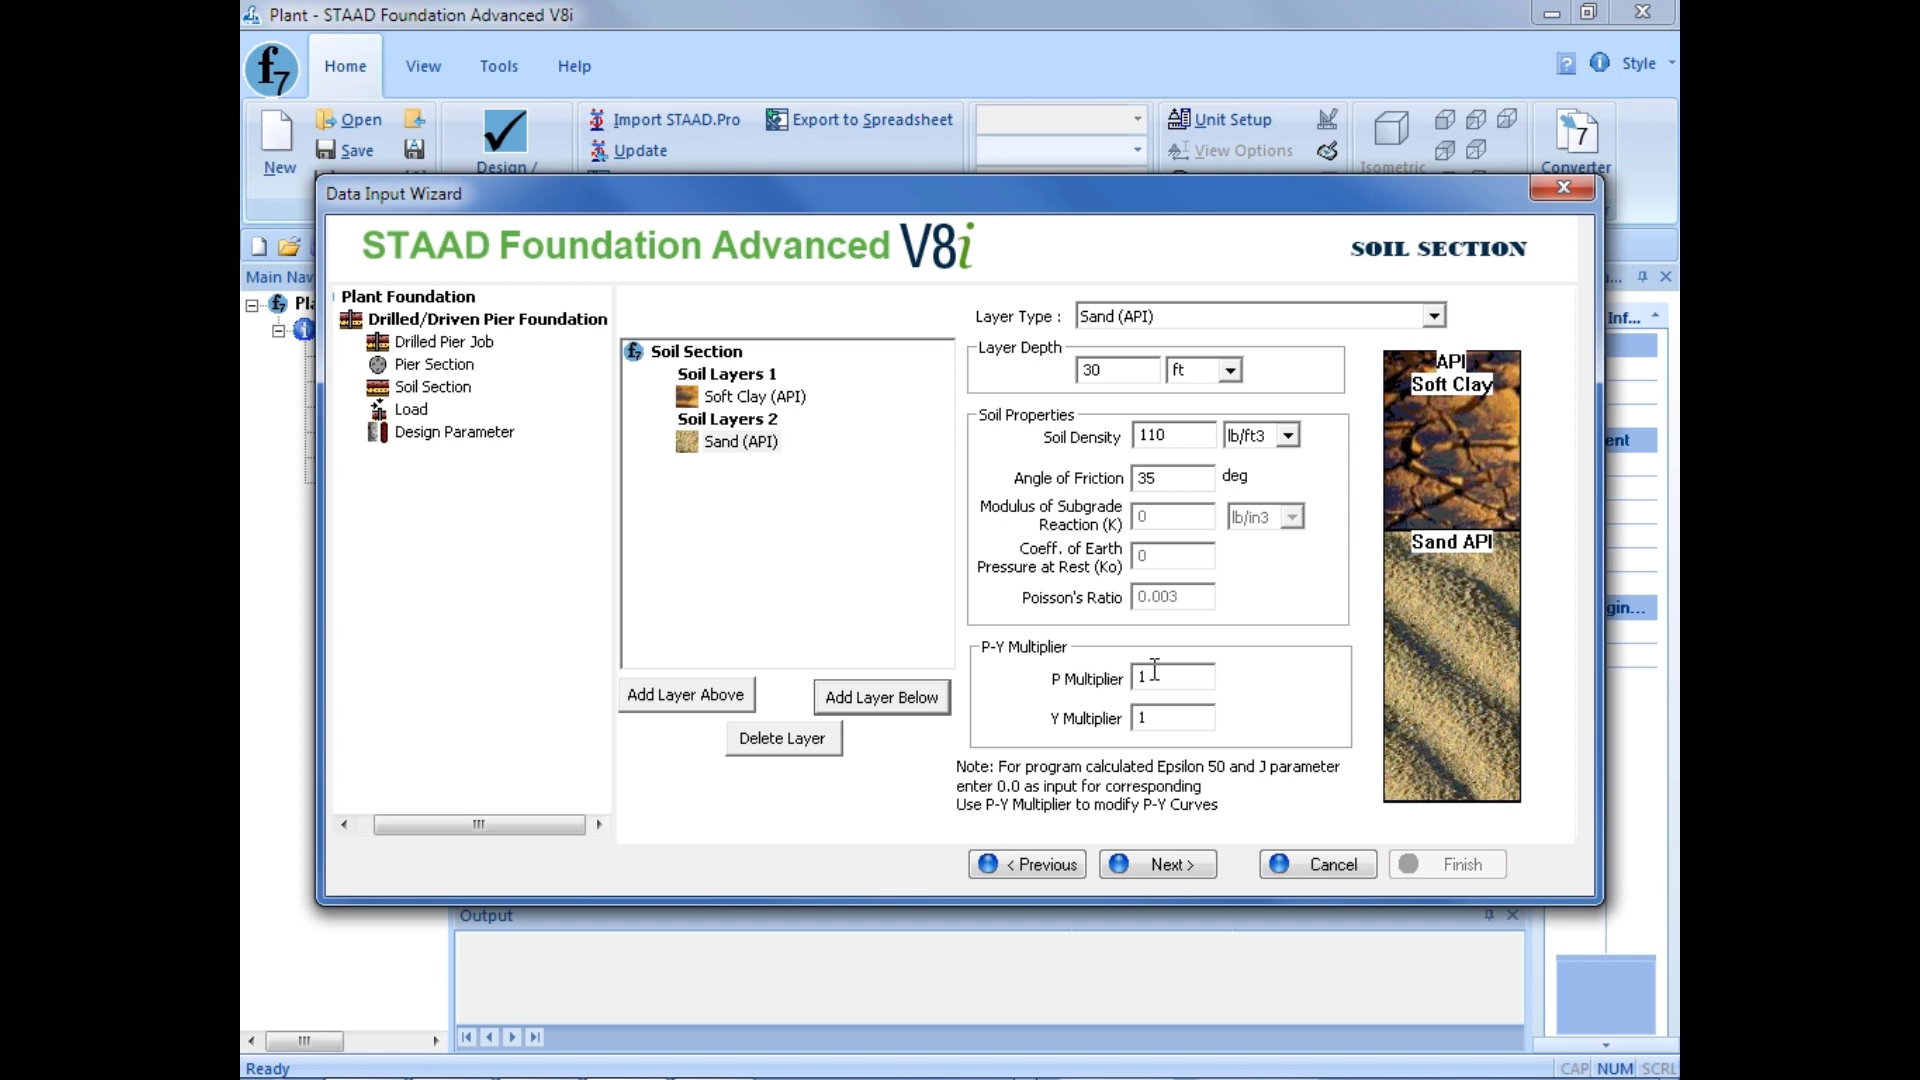 Plant - STAAD Foundation Advanced V8i
Home
View
Tools
Help
Style
New
Open
Save
Design /
Import STAAD.Pro
Export to Spreadsheet
Update
Unit Setup
View Options
Isometric
7
Converter
Data Input Wizard
STAAD Foundation Advanced V8i
SOIL SECTION
Main Nav
Inf...
ent
gin...
Plant Foundation
Drilled/Driven Pier Foundation
Drilled Pier Job
Pier Section
Soil Section
Load
Design Parameter
Soil Section
Soil Layers 1
Soft Clay (API)
Soil Layers 2
Sand (API)
Add Layer Above
Add Layer Below
Delete Layer
Layer Type : Sand (API)
Layer Depth
30 ft
Soil Properties
Soil Density 110 lb/ft3
Angle of Friction 35 deg
Modulus of Subgrade
Reaction (K) 0 lb/in3
Coeff. of Earth
Pressure at Rest (Ko) 0
Poisson's Ratio 0.003
P-Y Multiplier
P Multiplier 1
Y Multiplier 1
Note: For program calculated Epsilon 50 and J parameter
enter 0.0 as input for corresponding
Use P-Y Multiplier to modify P-Y Curves
API
Soft Clay
Sand API
< Previous
Next >
Cancel
Finish
Output
Ready
CAP NUM SCRL